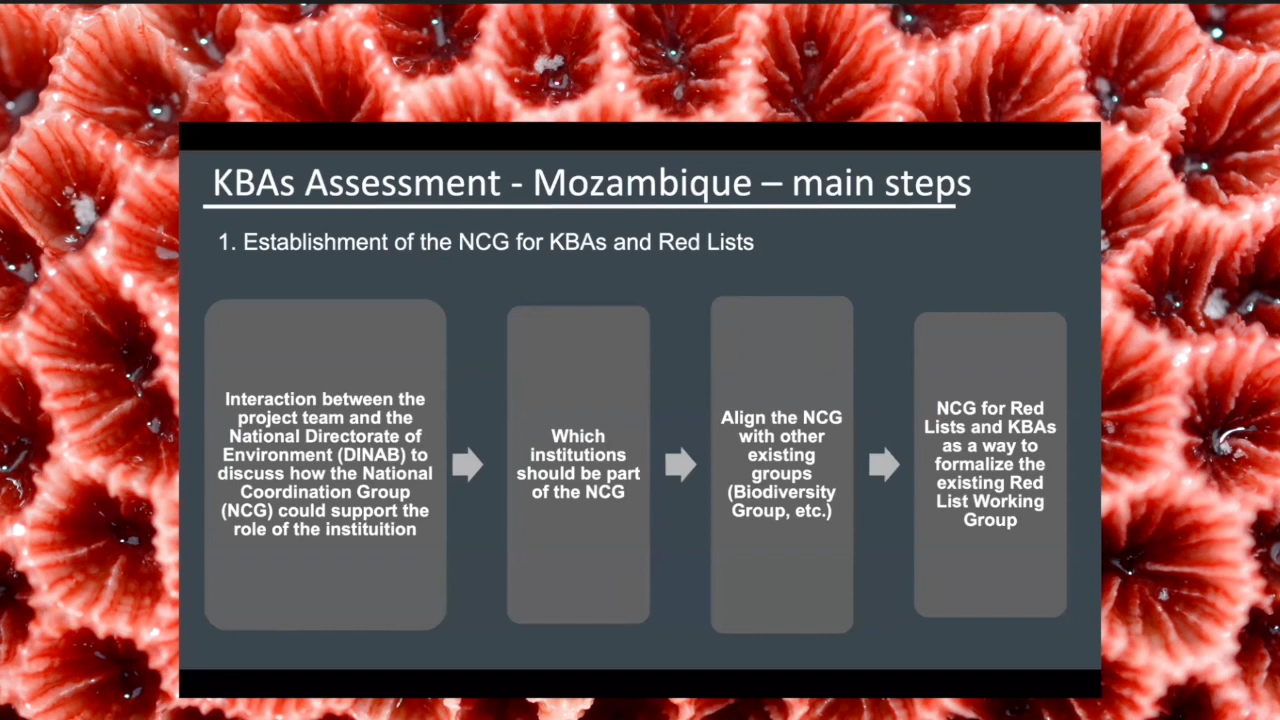 KBAs Assessment - Mozambique – main steps
1. Establishment of the NCG for KBAs and Red Lists
Interaction between the
project team and the
National Directorate of
Environment (DINAB) to
discuss how the National
Coordination Group
(NCG) could support the
role of the instituition
Which
institutions
should be part
of the NCG
Align the NCG
with other
existing
groups
(Biodiversity
Group, etc.)
NCG for Red
Lists and KBAs
as a way to
formalize the
existing Red
List Working
Group